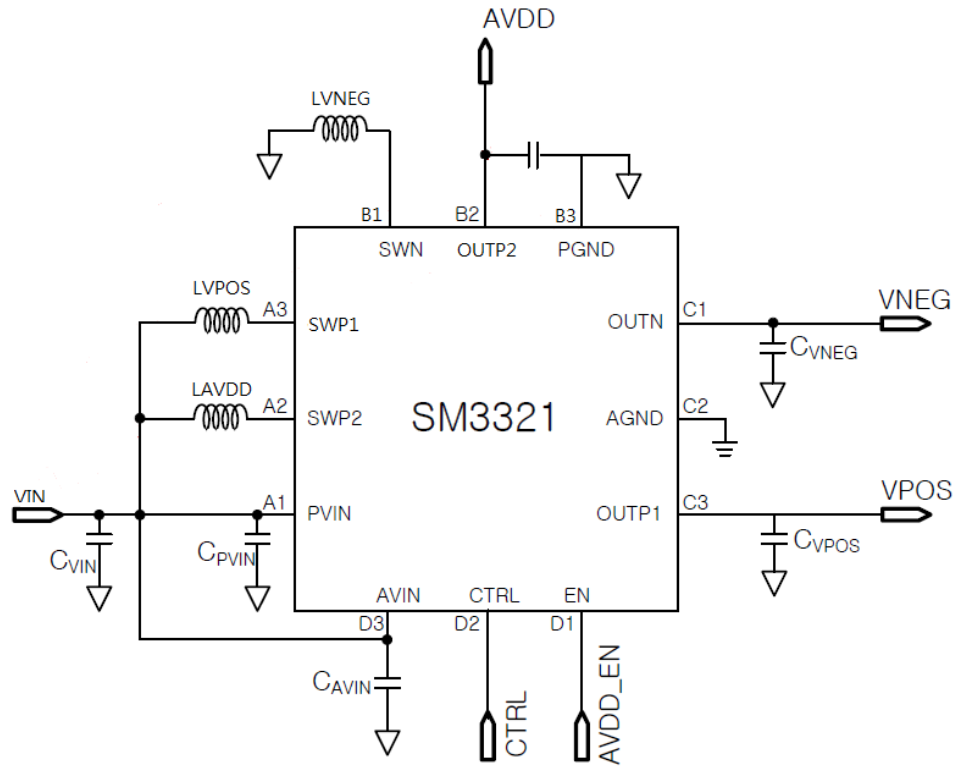 AVDD
LVNEG
B1
B2
B3
SWN
OUTP2
PGND
LVPOS
A3
SWP1
OUTN
C1
VNEG
CVNEG
LAVDD
A2
SWP2
SM3321
AGND
C2
VIN
A1
PVIN
OUTP1
C3
VPOS
CVIN
CPVIN
CVPOS
AVIN
CTRL
EN
D3
D2
D1
CAVIN
CTRL
AVDD_EN